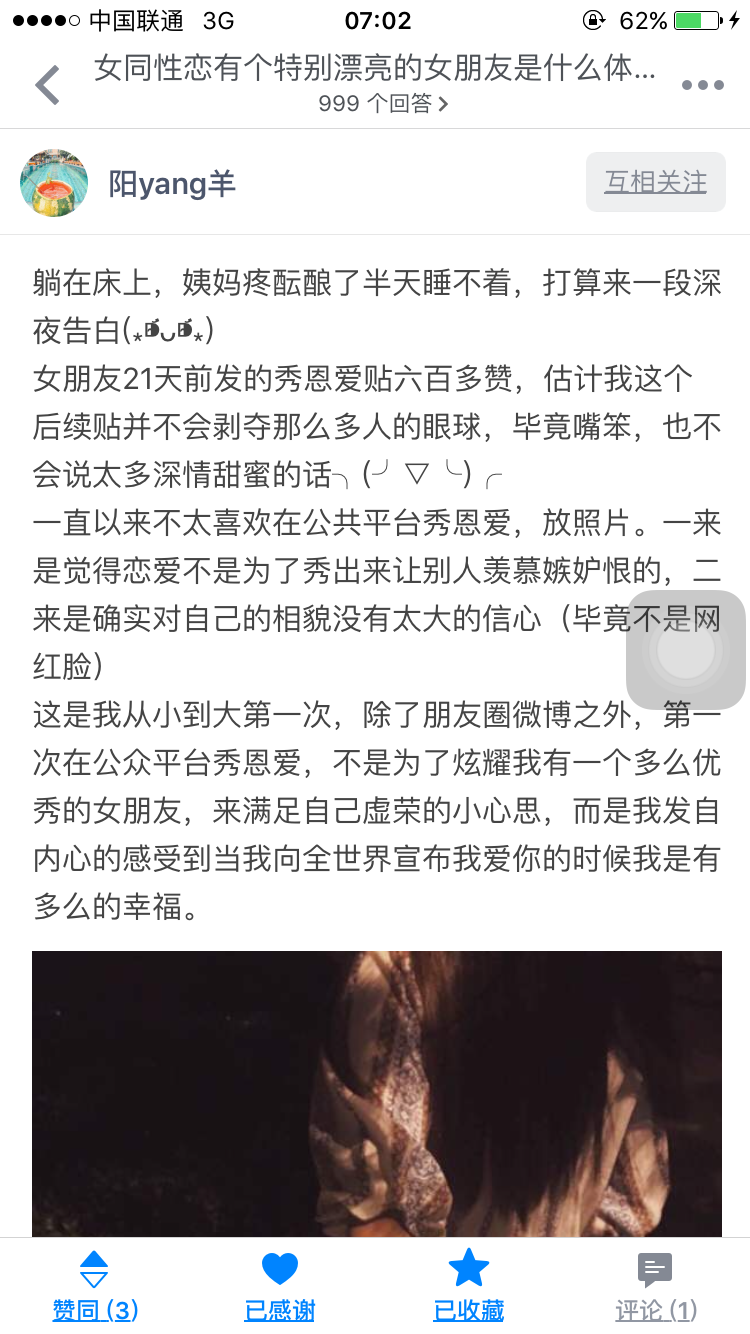 中国联通 3G 07:02 62%
女同性恋有个特别漂亮的女朋友是什么体...
999 个回答
阳yang羊
互相关注
躺在床上，姨妈疼酝酿了半天睡不着，打算来一段深
夜告白(⁎⁍̴̛ᴗ⁍̴̛⁎)
女朋友21天前发的秀恩爱贴六百多赞，估计我这个
后续贴并不会剥夺那么多人的眼球，毕竟嘴笨，也不
会说太多深情甜蜜的话╮(╯▽╰)╭
一直以来不太喜欢在公共平台秀恩爱，放照片。一来
是觉得恋爱不是为了秀出来让别人羡慕嫉妒恨的，二
来是确实对自己的相貌没有太大的信心（毕竟不是网
红脸）
这是我从小到大第一次，除了朋友圈微博之外，第一
次在公众平台秀恩爱，不是为了炫耀我有一个多么优
秀的女朋友，来满足自己虚荣的小心思，而是我发自
内心的感受到当我向全世界宣布我爱你的时候我是有
多么的幸福。
赞同 (3) 已感谢 已收藏 评论 (1)